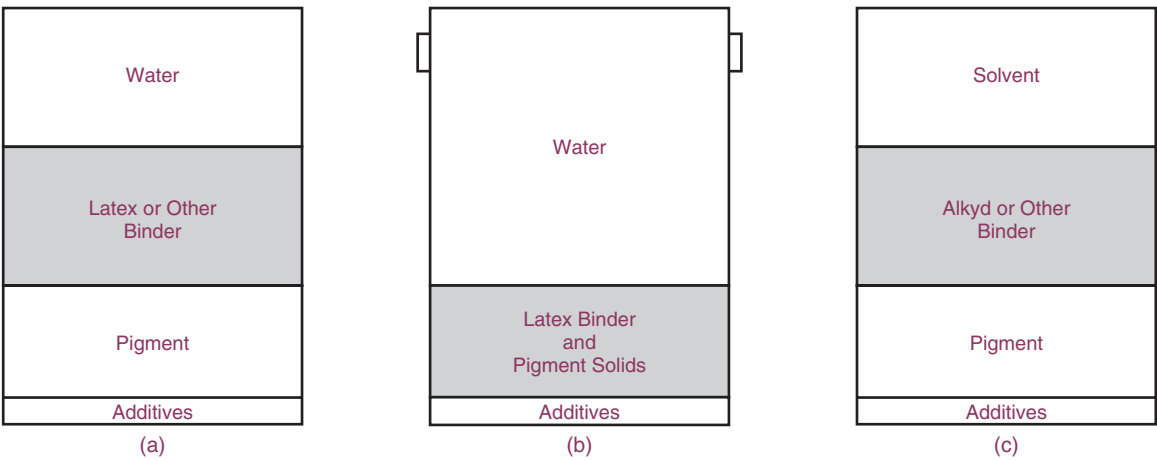 Water
Latex or Other
Binder
Pigment
Additives
(a)
Water
Latex Binder
and
Pigment Solids
Additives
(b)
Solvent
Alkyd or Other
Binder
Pigment
Additives
(c)